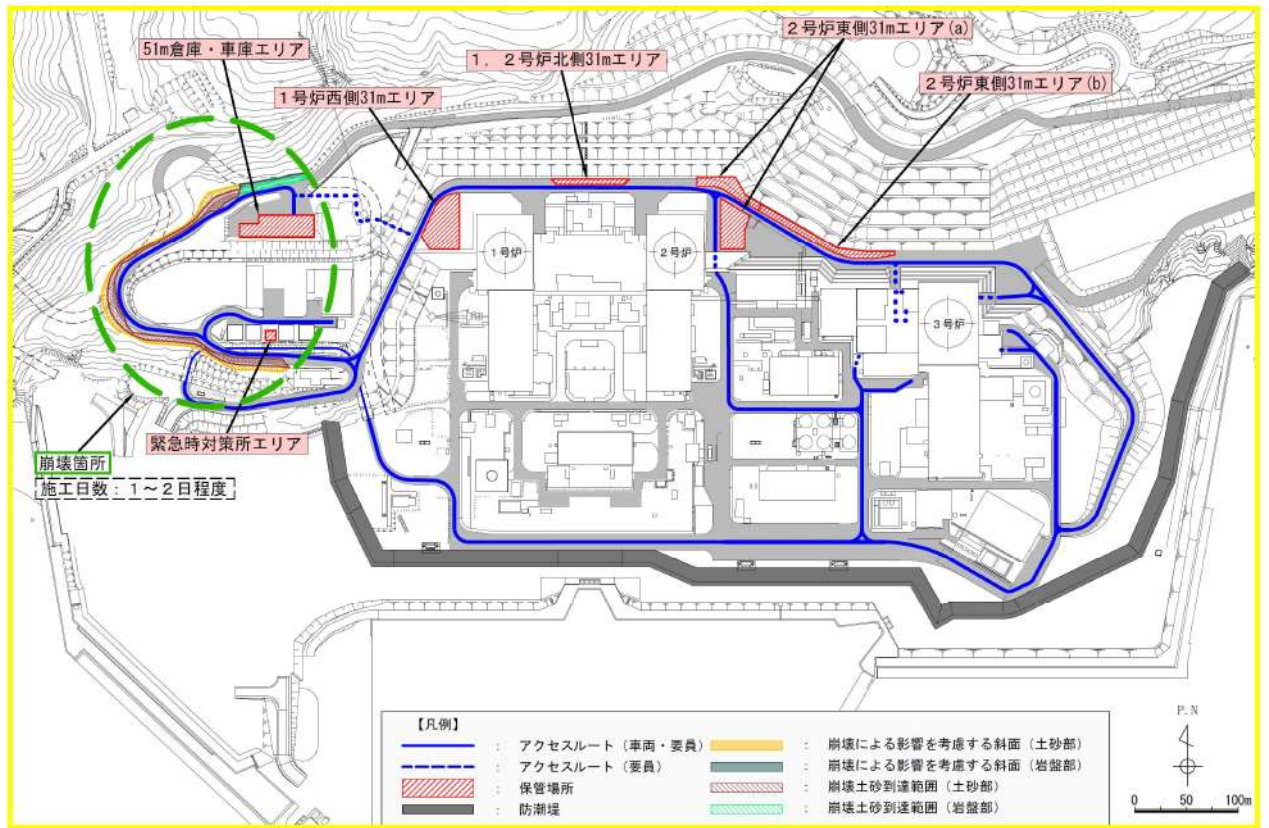 2号炉東側31mエリア(a)
51m倉庫・車庫エリア
1，2号炉北側31mエリア
2号炉東側31mエリア(b)
1号炉西側31mエリア
1号炉
2号炉
3号炉
緊急時対策所エリア
崩壊箇所
施工日数：1～2日程度
【凡例】
： アクセスルート（車両・要員）
： アクセスルート（要員）
： 保管場所
： 防潮堤
： 崩壊による影響を考慮する斜面（土砂部）
： 崩壊による影響を考慮する斜面（岩盤部）
： 崩壊土砂到達範囲（土砂部）
： 崩壊土砂到達範囲（岩盤部）
P.N
0 50 100m